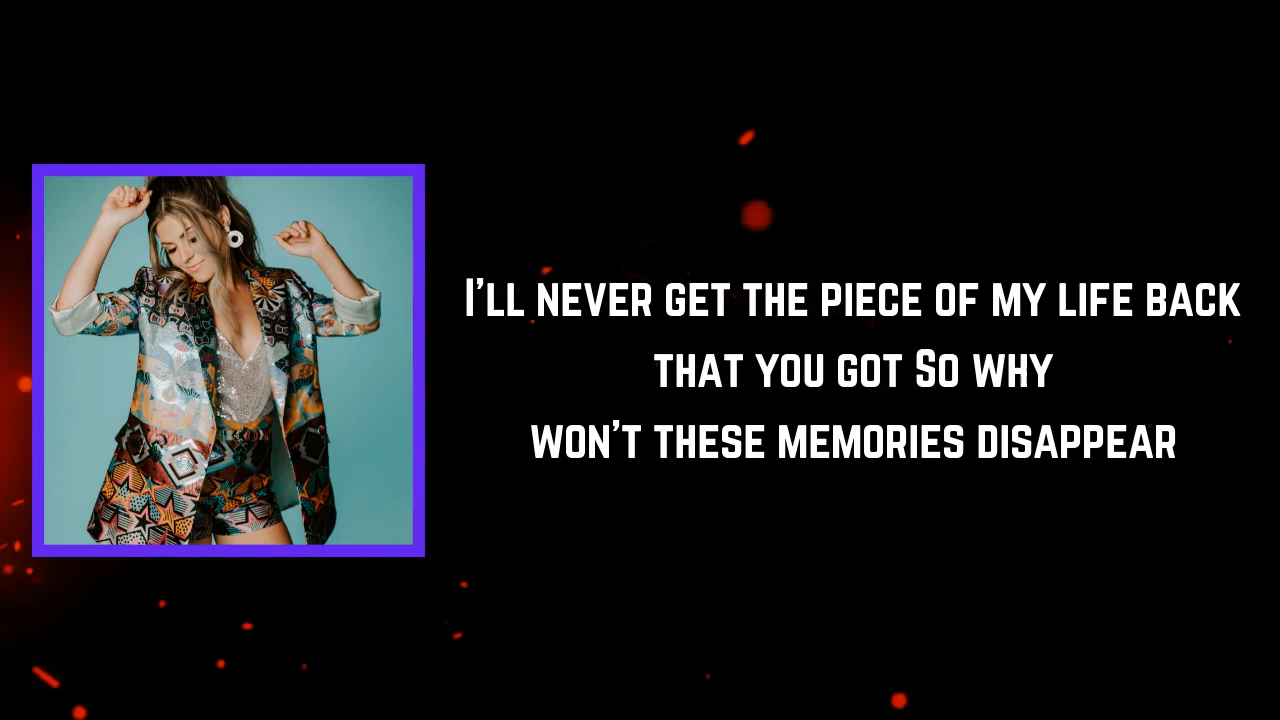 I'll never get the piece of my life back
that you got So why
won't these memories disappear